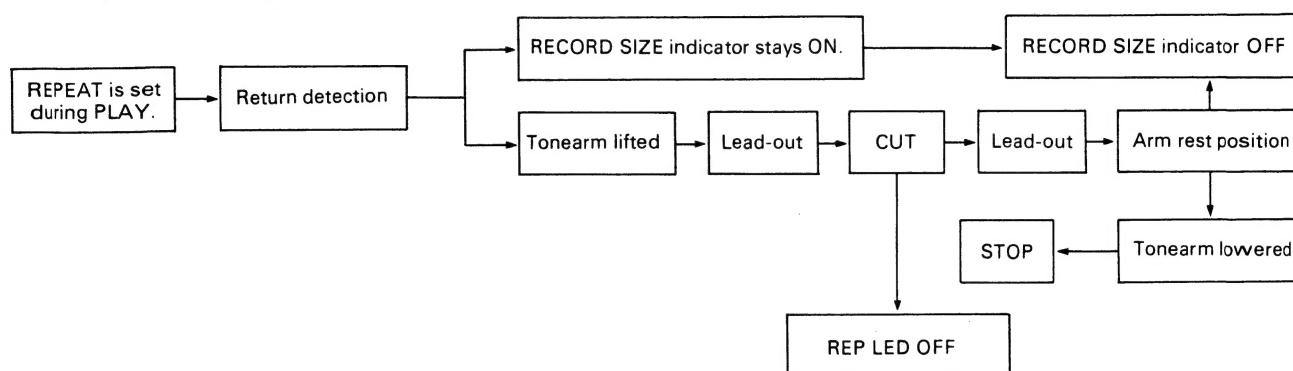 RECORD SIZE indicator stays ON.
RECORD SIZE indicator OFF
REPEAT is set
during PLAY.
Return detection
Tonearm lifted
Lead-out
CUT
Lead-out
Arm rest position
STOP
Tonearm lowered
REP LED OFF